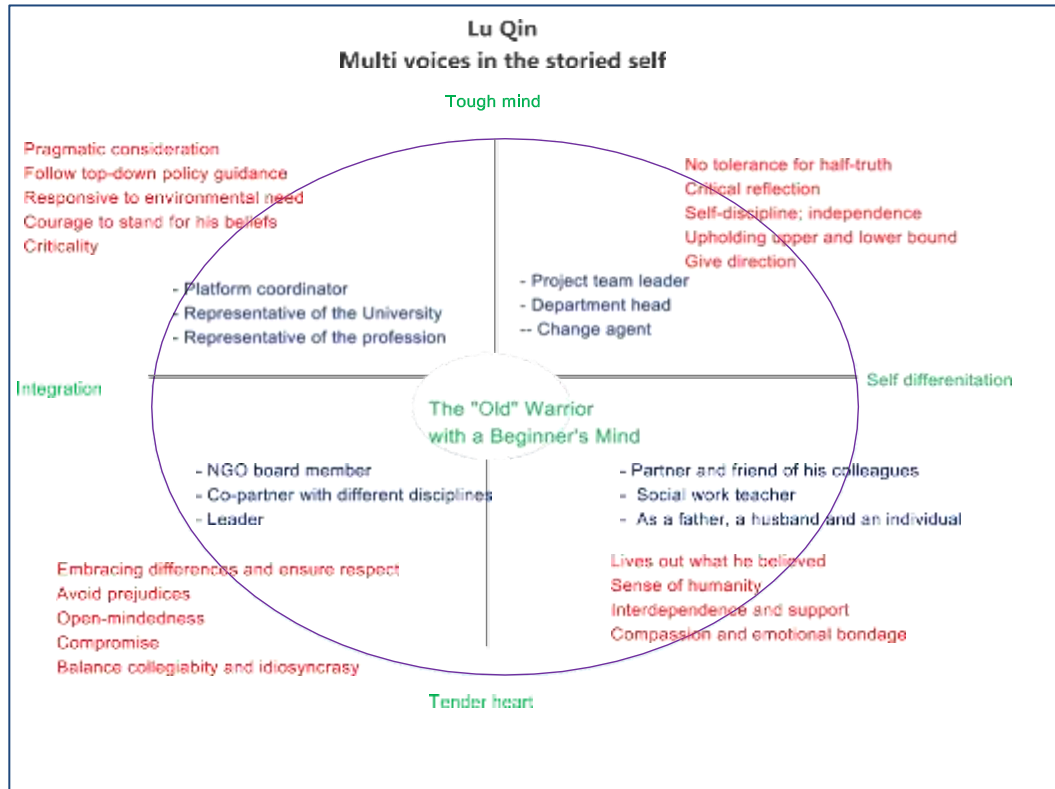 Lu Qin
Multi voices in the storied self
Tough mind
Pragmatic consideration
Follow top-down policy guidance
Responsive to environmental need
Courage to stand for his beliefs
Criticality
No tolerance for half-truth
Critical reflection
Self-discipline; independence
Upholding upper and lower bound
Give direction
- Platform coordinator
- Representative of the University
- Representative of the profession
- Project team leader
- Department head
-- Change agent
Integration
Self differenitation
The "Old" Warrior
with a Beginner's Mind
- NGO board member
- Co-partner with different disciplines
- Leader
- Partner and friend of his colleagues
- Social work teacher
- As a father, a husband and an individual
Embracing differences and ensure respect
Avoid prejudices
Open-mindedness
Compromise
Balance collegiabity and idiosyncrasy
Lives out what he believed
Sense of humanity
Interdependence and support
Compassion and emotional bondage
Tender heart